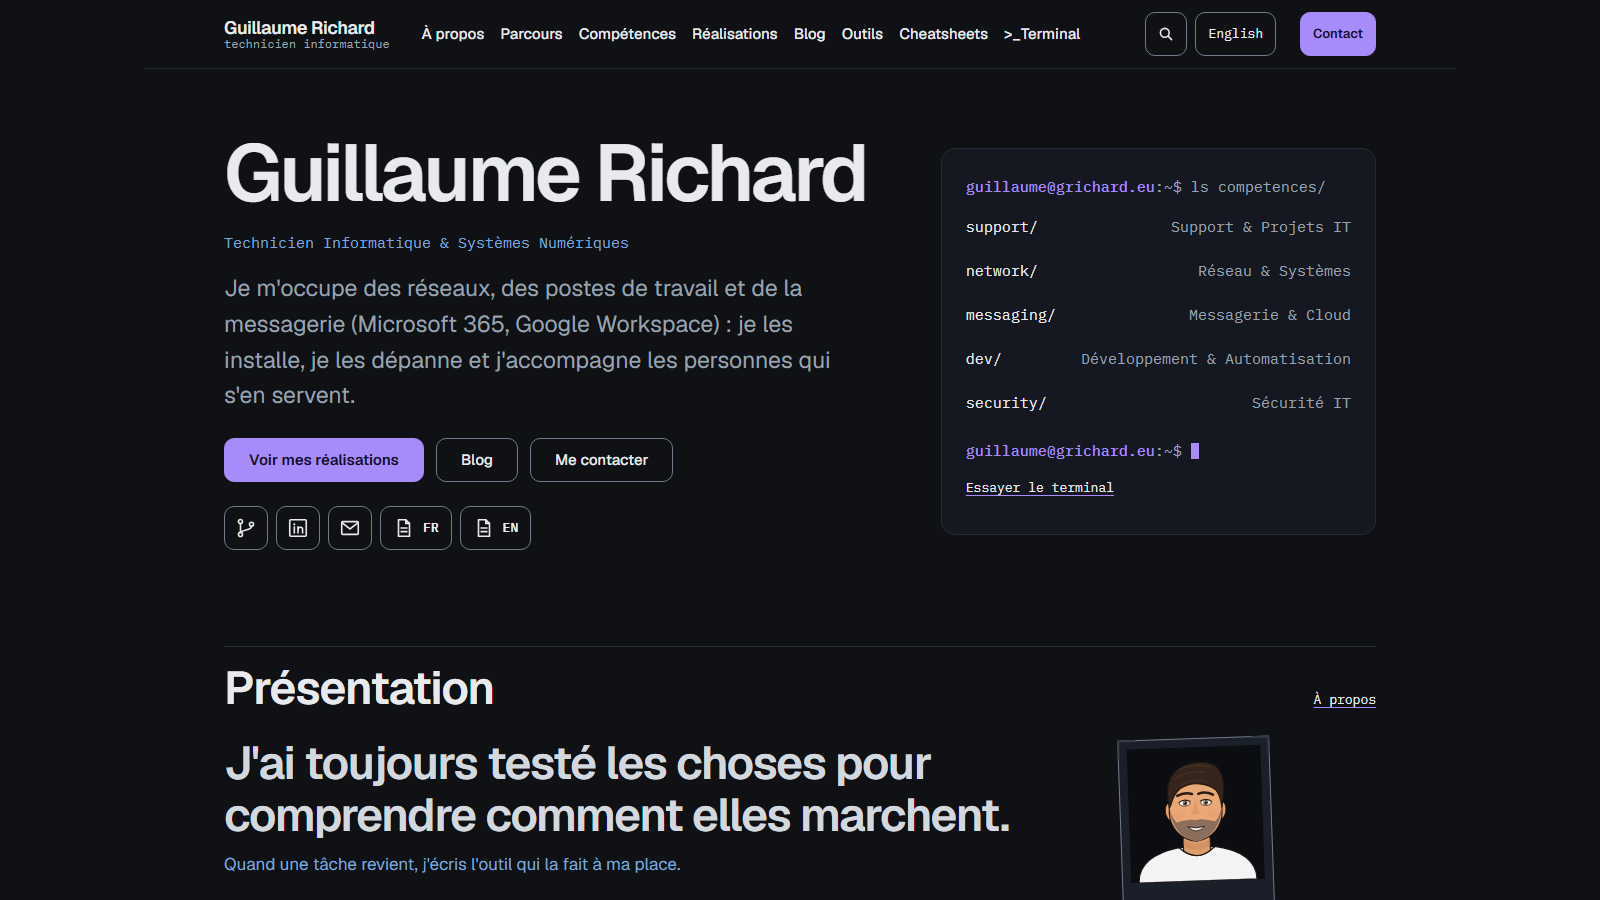 Guillaume Richard
technicien informatique
À propos
Parcours
Compétences
Réalisations
Blog
Outils
Cheatsheets
>_Terminal
English
Contact
Guillaume Richard
Technicien Informatique & Systèmes Numériques
Je m'occupe des réseaux, des postes de travail et de la
messagerie (Microsoft 365, Google Workspace) : je les
installe, je les dépanne et j'accompagne les personnes qui
s'en servent.
Voir mes réalisations
Blog
Me contacter
in
FR
EN
guillaume@grichard.eu:~$ ls competences/
support/ Support & Projets IT
network/ Réseau & Systèmes
messaging/ Messagerie & Cloud
dev/ Développement & Automatisation
security/ Sécurité IT
guillaume@grichard.eu:~$
Essayer le terminal
Présentation
À propos
J'ai toujours testé les choses pour
comprendre comment elles marchent.
Quand une tâche revient, j'écris l'outil qui la fait à ma place.